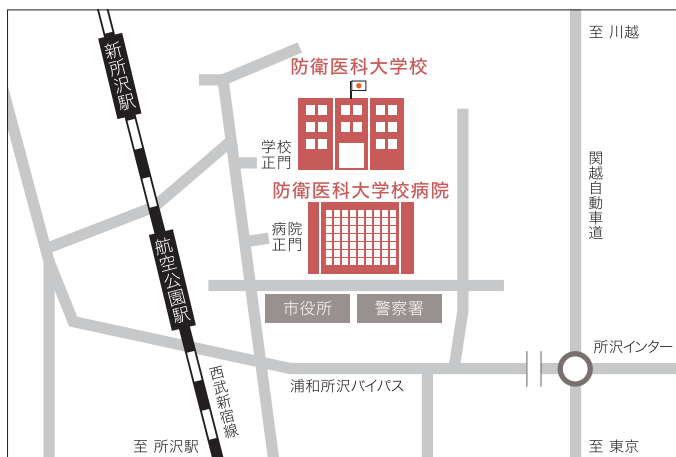 至 川越
新所沢駅
防衛医科大学校
学校
正門
関越自動車道
防衛医科大学校病院
病院
正門
航空公園駅
市役所
警察署
所沢インター
西武新宿線
浦和所沢バイパス
至 所沢駅
至 東京